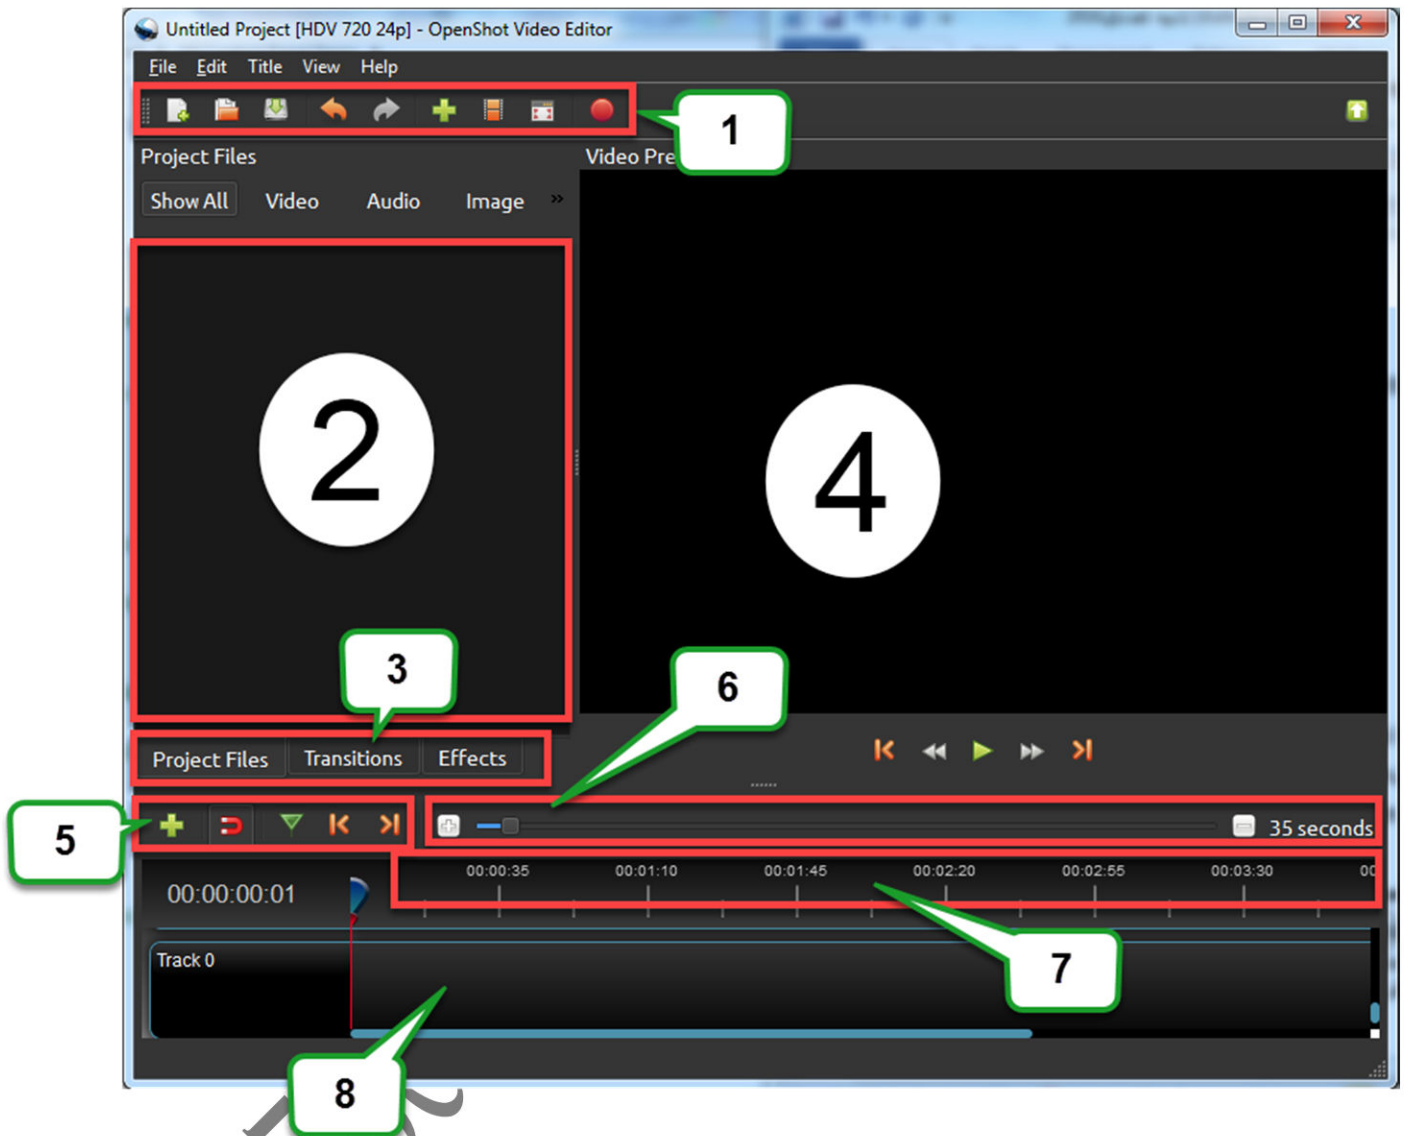 Untitled Project [HDV 720 24p] - OpenShot Video Editor
File Edit Title View Help
1
Project Files
Video Pre
Show All Video Audio Image »
2
4
3
6
Project Files Transitions Effects
5
35 seconds
00:00:35 00:01:10 00:01:45 00:02:20 00:02:55 00:03:30 00
00:00:00:01
Track 0
7
8